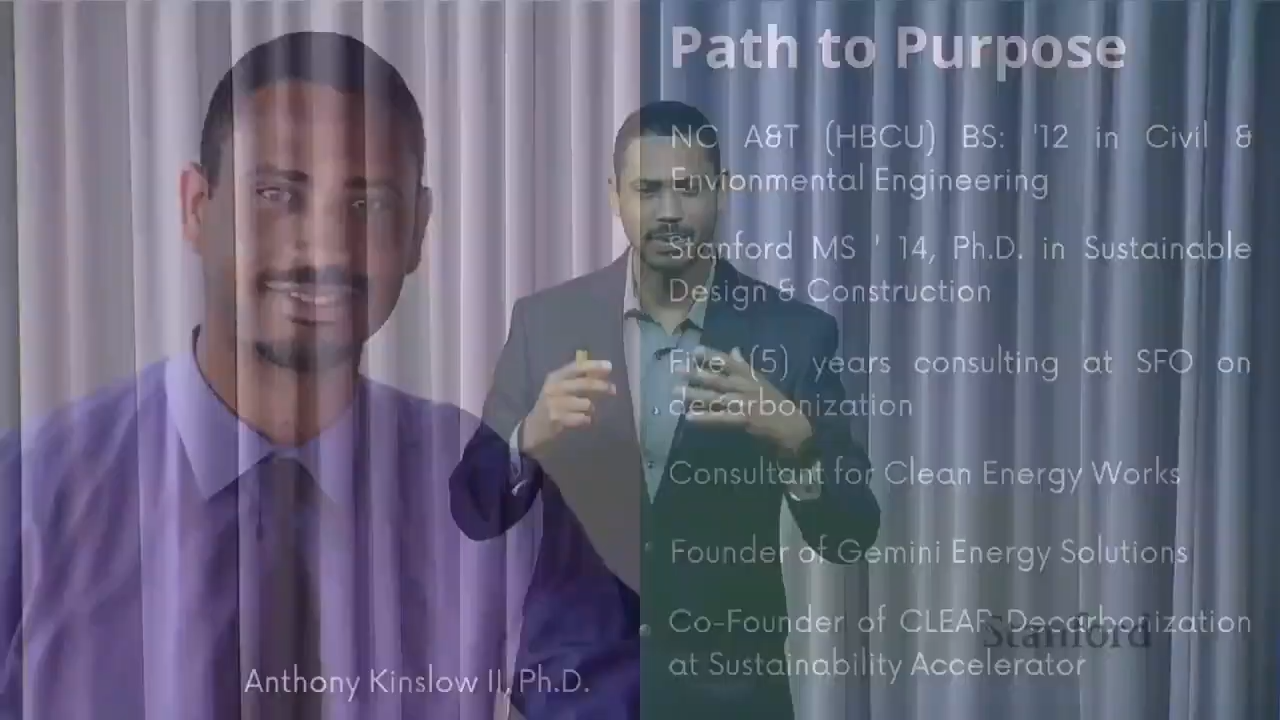 Path to Purpose
NC A&T (HBCU) BS: '12 in Civil &
Envionmental Engineering
Stanford MS ' 14, Ph.D. in Sustainable
Design & Construction
Five (5) years consulting at SFO on
decarbonization
Consultant for Clean Energy Works
Founder of Gemini Energy Solutions
Co-Founder of CLEAR Decarbonization
at Sustainability Accelerator
Stanford
Anthony Kinslow II, Ph.D.